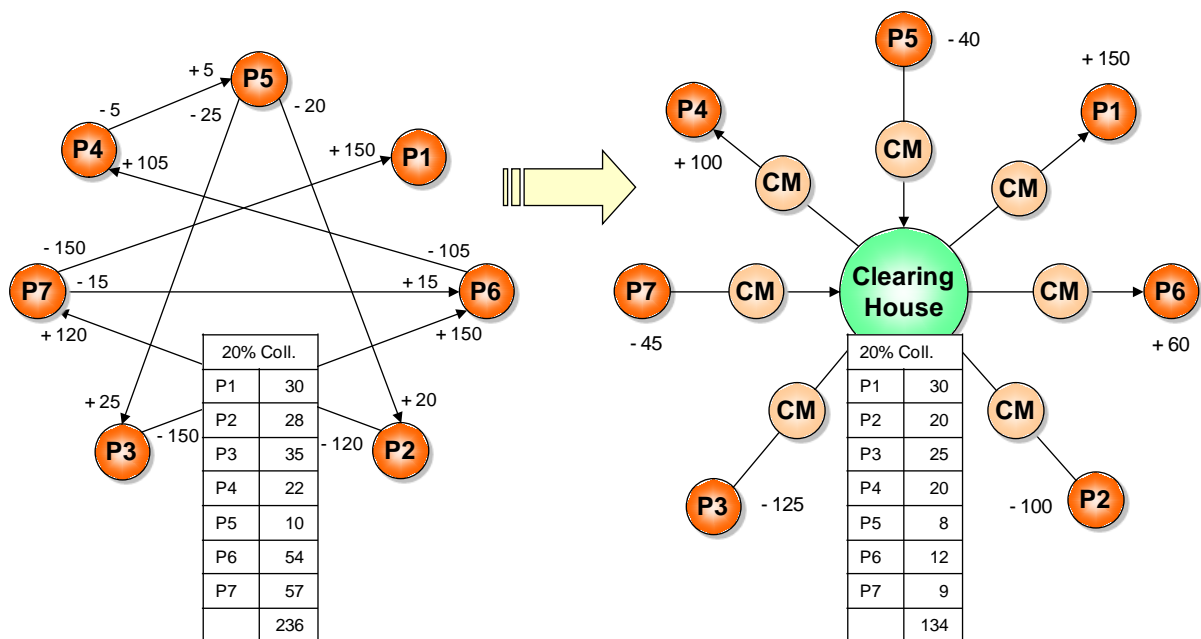 P5
+ 5
- 5
- 25
- 20
P4
+ 105
+ 150
P1
- 150
- 105
P7
- 15
+ 15
P6
+ 120
+ 150
+ 25
+ 20
P3
- 150
- 120
P2
20% Coll.
P1 30
P2 28
P3 35
P4 22
P5 10
P6 54
P7 57
236
P5
- 40
+ 150
P4
P1
+ 100
CM
CM
CM
P7
CM
Clearing
House
CM
P6
- 45
+ 60
CM
CM
P3
- 125
- 100
P2
20% Coll.
P1 30
P2 20
P3 25
P4 20
P5 8
P6 12
P7 9
134